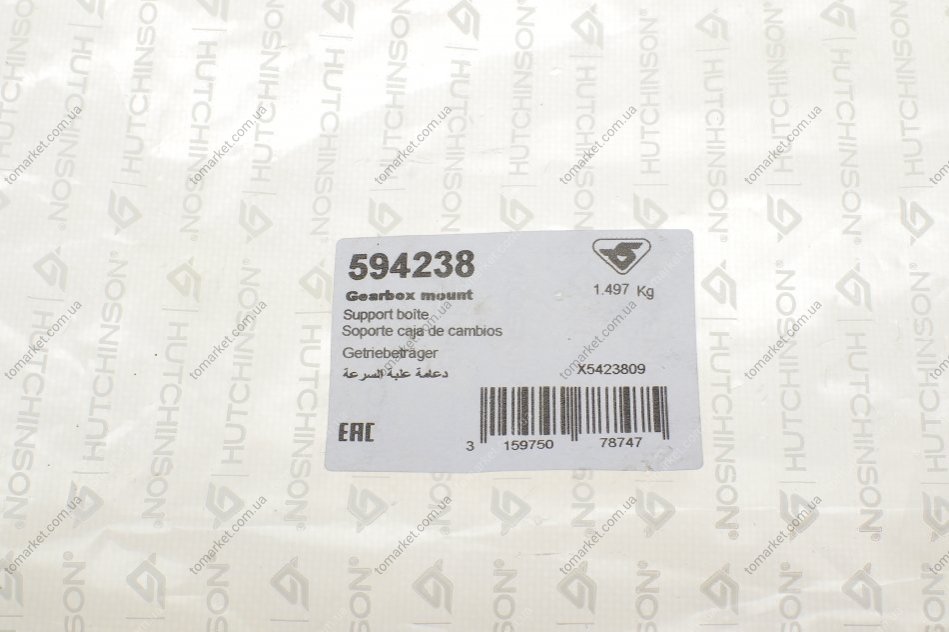 594238
Gearbox mount
1.497 Kg
Support boîte
Soporte caja de cambios
Getriebeträger
X5423809
دعامة علبة السرعة
EAC
3 159750 78747
HUTCHINSON®
tomarket.com.ua